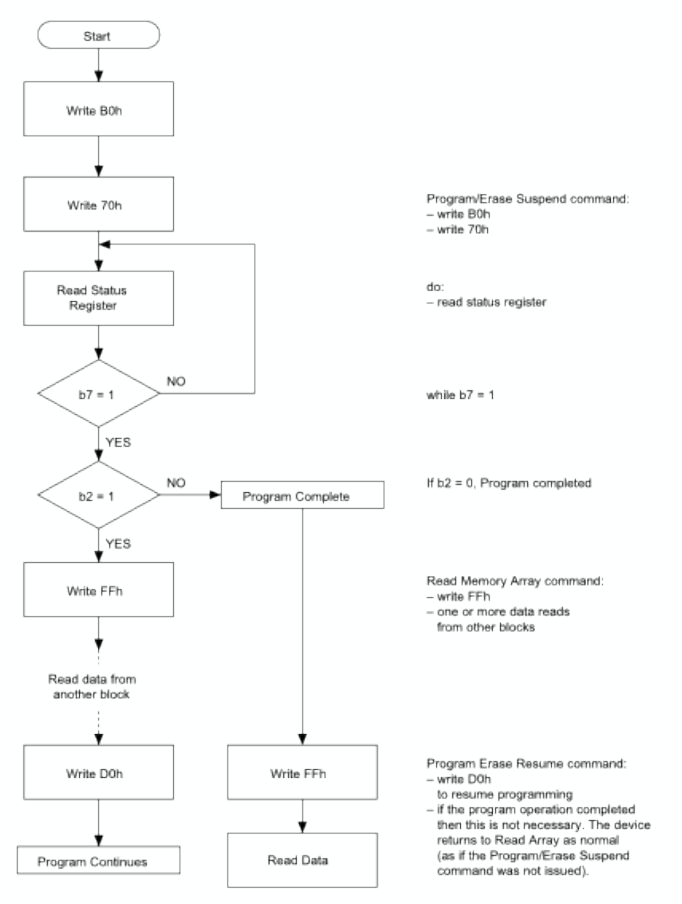 Start
Write B0h
Write 70h
Program/Erase Suspend command:
– write B0h
– write 70h
Read Status
Register
do:
– read status register
NO
b7 = 1
while b7 = 1
YES
NO
b2 = 1
Program Complete
If b2 = 0, Program completed
YES
Write FFh
Read Memory Array command:
– write FFh
– one or more data reads
from other blocks
Read data from
another block
Write D0h
Write FFh
Program Erase Resume command:
– write D0h
to resume programming
– if the program operation completed
then this is not necessary. The device
returns to Read Array as normal
(as if the Program/Erase Suspend
command was not issued).
Program Continues
Read Data